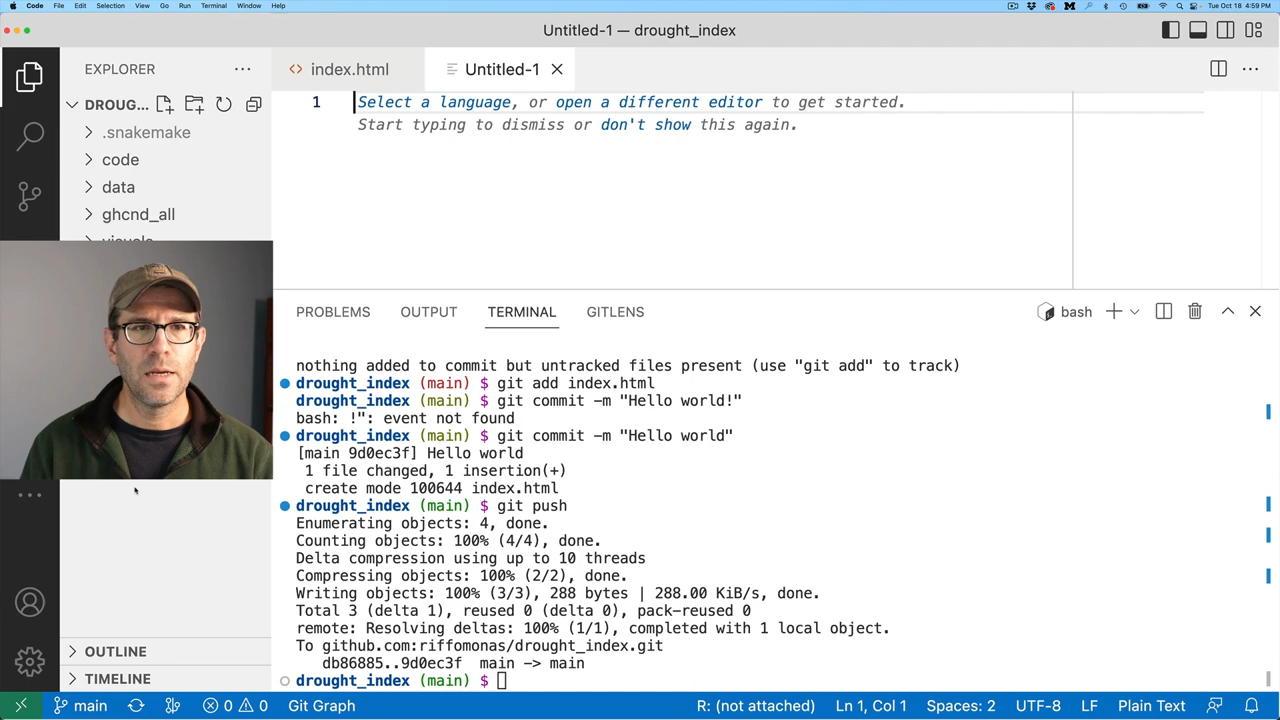 Code File Edit Selection View Go Run Terminal Window Help
Tue Oct 18 4:59 PM
Untitled-1 — drought_index
EXPLORER
index.html
Untitled-1
DROUG...
.snakemake
code
data
ghcnd_all
visuals
1
Select a language, or open a different editor to get started.
Start typing to dismiss or don't show this again.
PROBLEMS OUTPUT TERMINAL GITLENS
bash
nothing added to commit but untracked files present (use "git add" to track)
drought_index (main) $ git add index.html
drought_index (main) $ git commit -m "Hello world!"
bash: !": event not found
drought_index (main) $ git commit -m "Hello world"
[main 9d0ec3f] Hello world
1 file changed, 1 insertion(+)
create mode 100644 index.html
drought_index (main) $ git push
Enumerating objects: 4, done.
Counting objects: 100% (4/4), done.
Delta compression using up to 10 threads
Compressing objects: 100% (2/2), done.
Writing objects: 100% (3/3), 288 bytes | 288.00 KiB/s, done.
Total 3 (delta 1), reused 0 (delta 0), pack-reused 0
remote: Resolving deltas: 100% (1/1), completed with 1 local object.
To github.com:riffomonas/drought_index.git
db86885..9d0ec3f main -> main
drought_index (main) $
OUTLINE
TIMELINE
main 0 0 Git Graph R: (not attached) Ln 1, Col 1 Spaces: 2 UTF-8 LF Plain Text